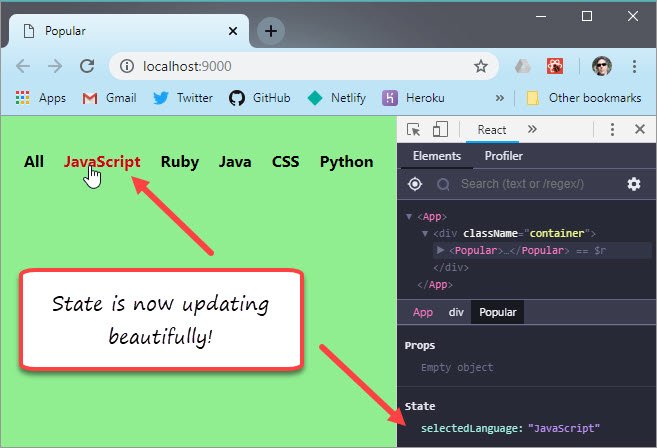 Popular
localhost:9000
Apps Gmail Twitter GitHub Netlify Heroku » Other bookmarks
All JavaScript Ruby Java CSS Python
State is now updating
beautifully!
React »
Elements Profiler
Search (text or /regex/)
<App>
<div className="container">
<Popular>…</Popular> == $r
</div>
</App>
App div Popular
Props
Empty object
State
selectedLanguage: "JavaScript"